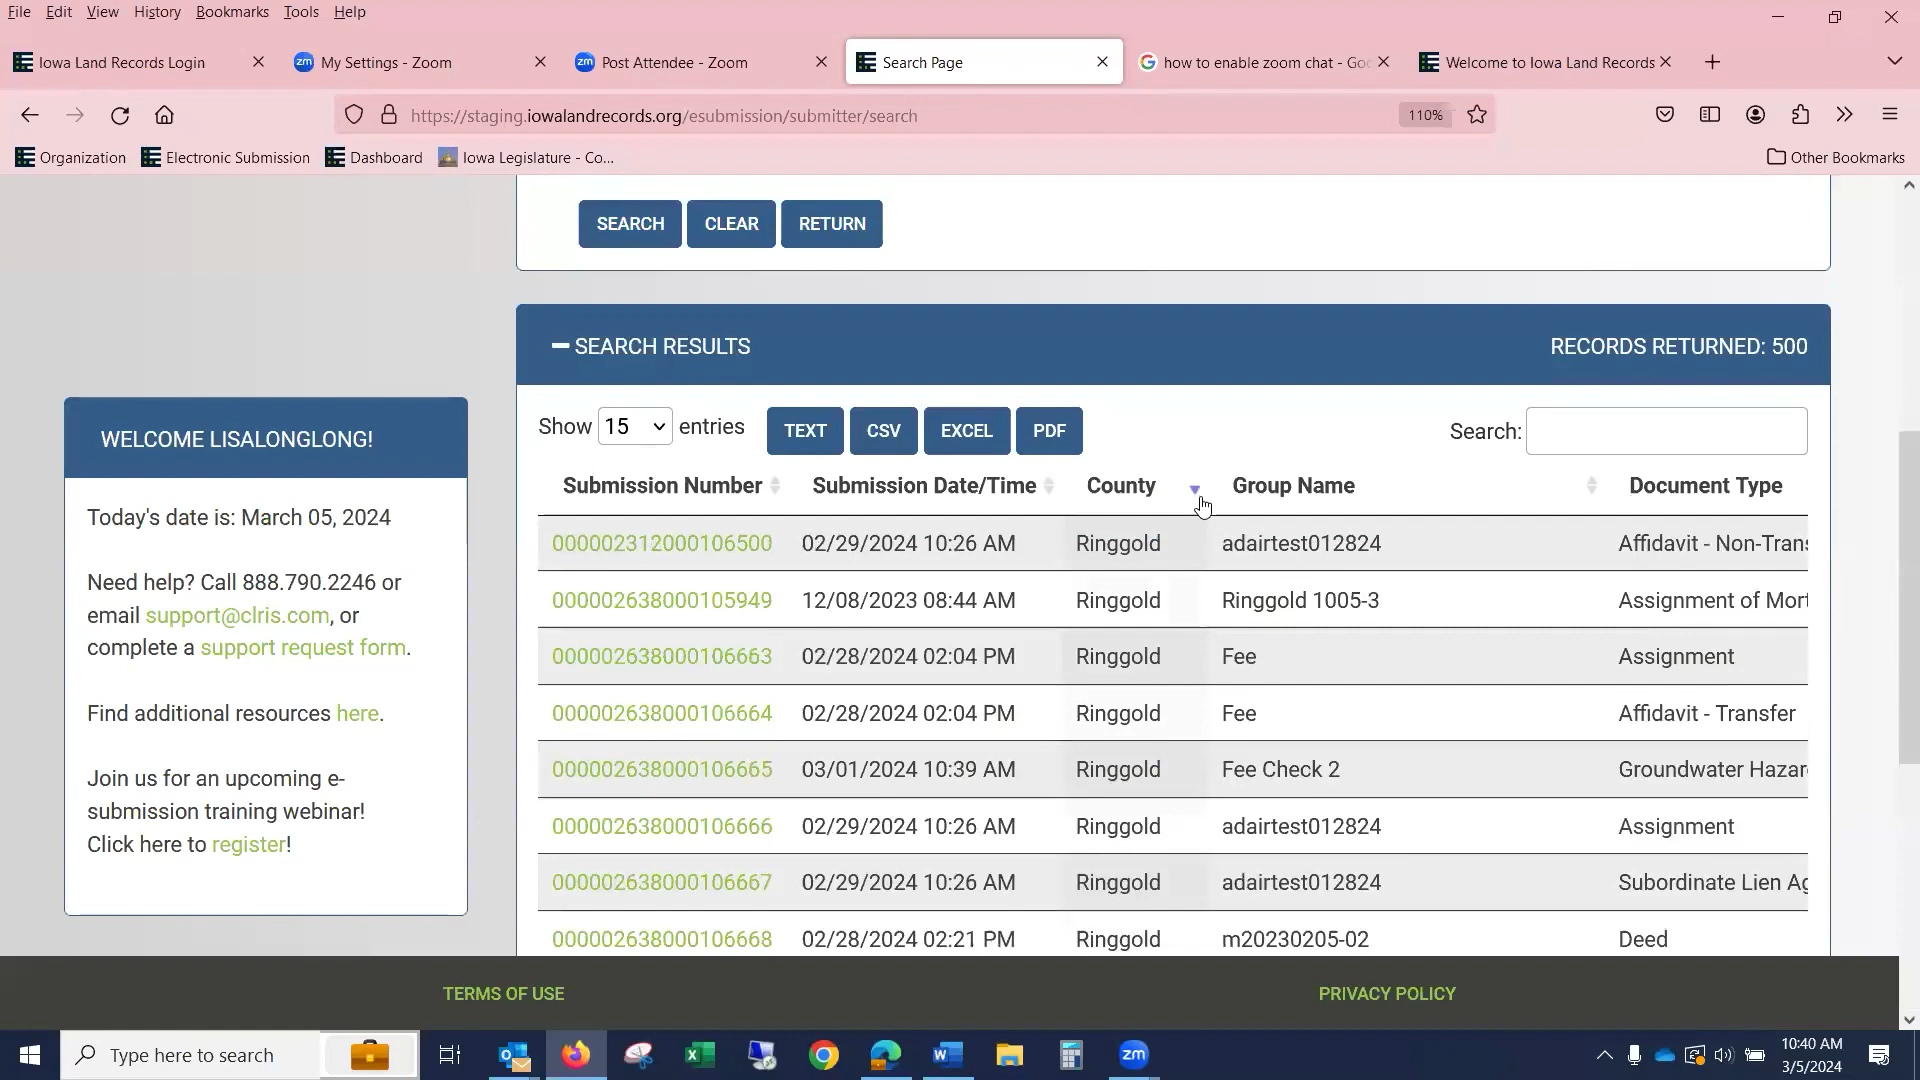 File Edit View History Bookmarks Tools Help
Iowa Land Records Login
My Settings - Zoom
Post Attendee - Zoom
Search Page
how to enable zoom chat - Goo
Welcome to Iowa Land Records
https://staging.iowalandrecords.org/esubmission/submitter/search
110%
Organization
Electronic Submission
Dashboard
Iowa Legislature - Co...
Other Bookmarks
SEARCH CLEAR RETURN
SEARCH RESULTS
RECORDS RETURNED: 500
WELCOME LISALONGLONG!
Today's date is: March 05, 2024
Need help? Call 888.790.2246 or
email support@clris.com, or
complete a support request form.
Find additional resources here.
Join us for an upcoming e-
submission training webinar!
Click here to register!
Show 15 entries TEXT CSV EXCEL PDF Search:
Submission Number Submission Date/Time County Group Name Document Type
000002312000106500 02/29/2024 10:26 AM Ringgold adairtest012824 Affidavit - Non-Trans
000002638000105949 12/08/2023 08:44 AM Ringgold Ringgold 1005-3 Assignment of Mort
000002638000106663 02/28/2024 02:04 PM Ringgold Fee Assignment
000002638000106664 02/28/2024 02:04 PM Ringgold Fee Affidavit - Transfer
000002638000106665 03/01/2024 10:39 AM Ringgold Fee Check 2 Groundwater Hazar
000002638000106666 02/29/2024 10:26 AM Ringgold adairtest012824 Assignment
000002638000106667 02/29/2024 10:26 AM Ringgold adairtest012824 Subordinate Lien Ag
000002638000106668 02/28/2024 02:21 PM Ringgold m20230205-02 Deed
TERMS OF USE
PRIVACY POLICY
Type here to search
zm
10:40 AM
3/5/2024